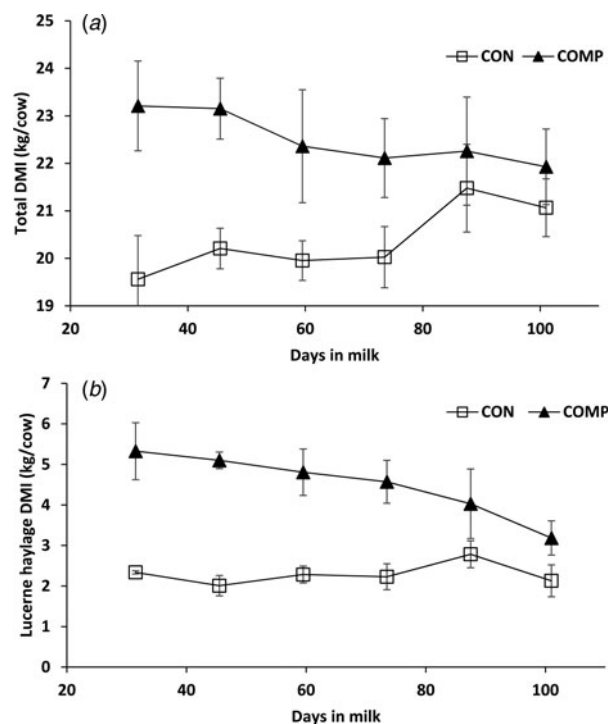 (a)
CON COMP
Total DMI (kg/cow)
25
24
23
22
21
20
19
20 40 60 80 100
Days in milk
(b)
CON COMP
Lucerne haylage DMI (kg/cow)
7
6
5
4
3
2
1
0
20 40 60 80 100
Days in milk